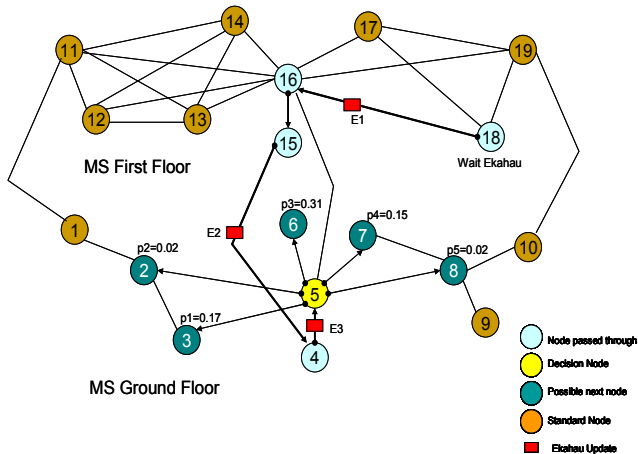 14
17
11
19
16
E1
12
13
18
15
Wait Ekahau
MS First Floor
p3=0.31
p4=0.15
1
E2
6
7
p2=0.02
p5=0.02
10
2
8
5
p1=0.17
9
E3
3
4
Node passed through
Decision Node
MS Ground Floor
Possible next node
Standard Node
Ekahau Update